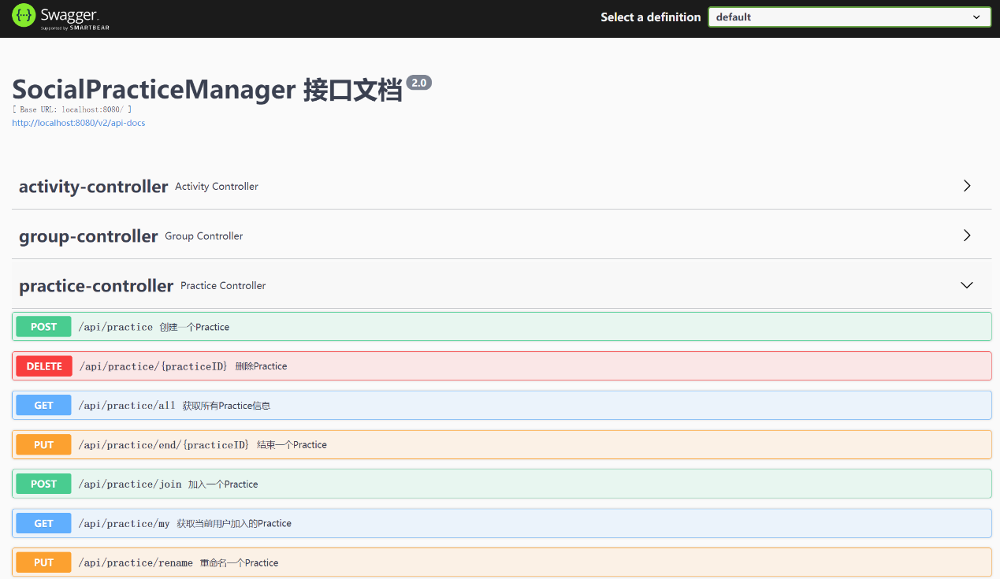 Swagger.
Supported by SMARTBEAR
Select a definition
default
SocialPracticeManager 接口文档 2.0
[ Base URL: localhost:8080/ ]
http://localhost:8080/v2/api-docs
activity-controller Activity Controller
group-controller Group Controller
practice-controller Practice Controller
POST /api/practice 创建一个Practice
DELETE /api/practice/{practiceID} 删除Practice
GET /api/practice/all 获取所有Practice信息
PUT /api/practice/end/{practiceID} 结束一个Practice
POST /api/practice/join 加入一个Practice
GET /api/practice/my 获取当前用户加入的Practice
PUT /api/practice/rename 重命名一个Practice